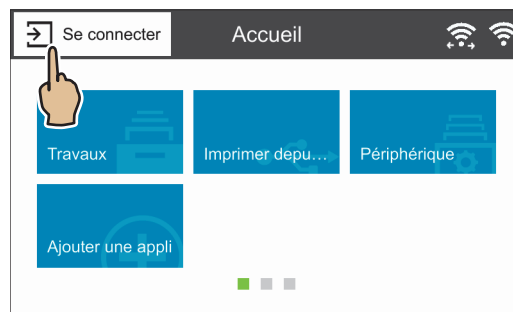 Se connecter
Accueil
Travaux
Imprimer depu...
Périphérique
Ajouter une appli